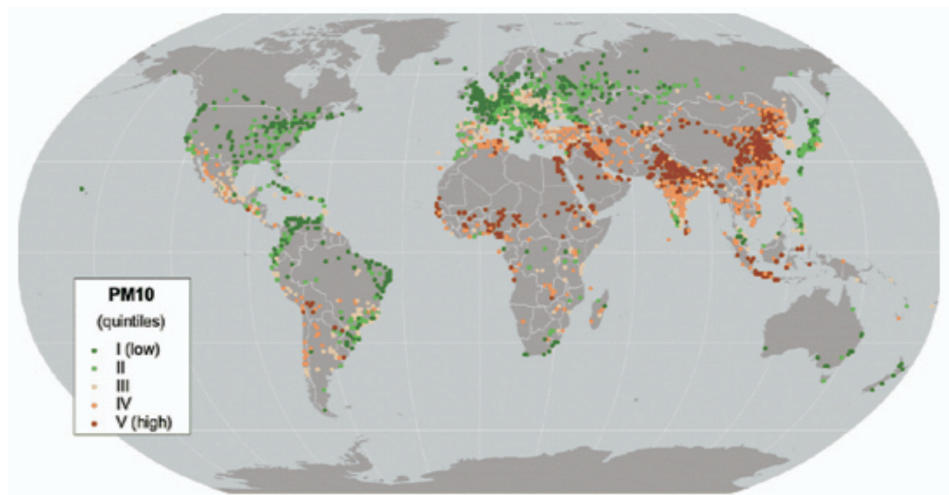 PM10
(quintiles)
I (low)
II
III
IV
V (high)